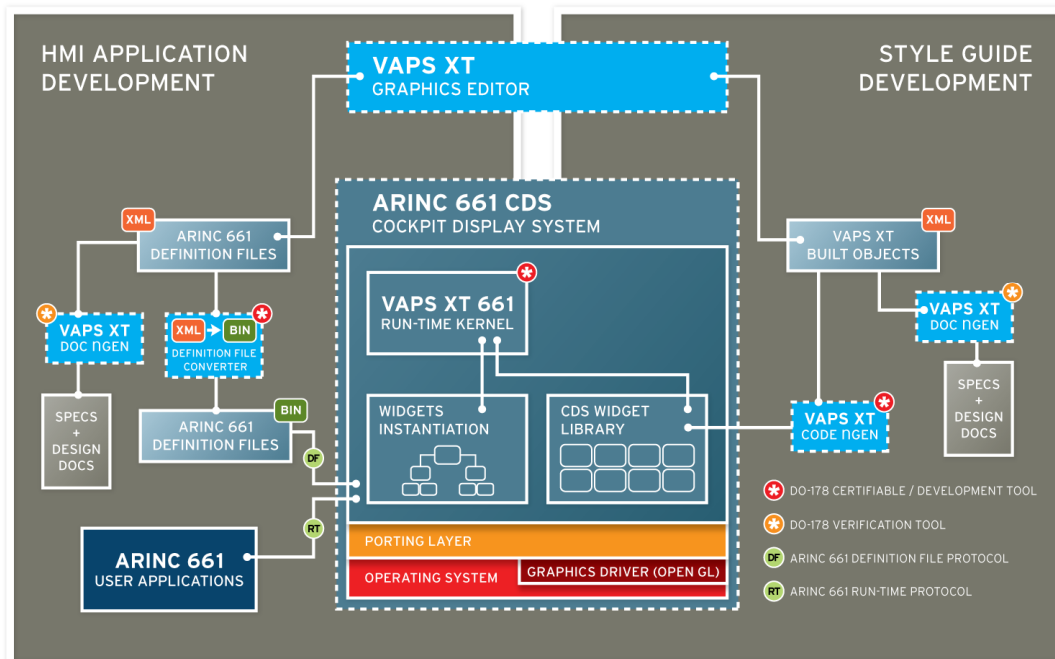 HMI APPLICATION
DEVELOPMENT
VAPS XT
GRAPHICS EDITOR
STYLE GUIDE
DEVELOPMENT
XML
ARINC 661
DEFINITION FILES
VAPS XT
DOC NGEN
SPECS
+
DESIGN
DOCS
XML
BIN
DEFINITION FILE
CONVERTER
BIN
ARINC 661
DEFINITION FILES
DF
RT
ARINC 661
USER APPLICATIONS
ARINC 661 CDS
COCKPIT DISPLAY SYSTEM
VAPS XT 661
RUN-TIME KERNEL
WIDGETS
INSTANTIATION
CDS WIDGET
LIBRARY
PORTING LAYER
OPERATING SYSTEM
GRAPHICS DRIVER (OPEN GL)
XML
VAPS XT
BUILT OBJECTS
VAPS XT
DOC NGEN
SPECS
+
DESIGN
DOCS
VAPS XT
CODE NGEN
DO-178 CERTIFIABLE / DEVELOPMENT TOOL
DO-178 VERIFICATION TOOL
DF ARINC 661 DEFINITION FILE PROTOCOL
RT ARINC 661 RUN-TIME PROTOCOL